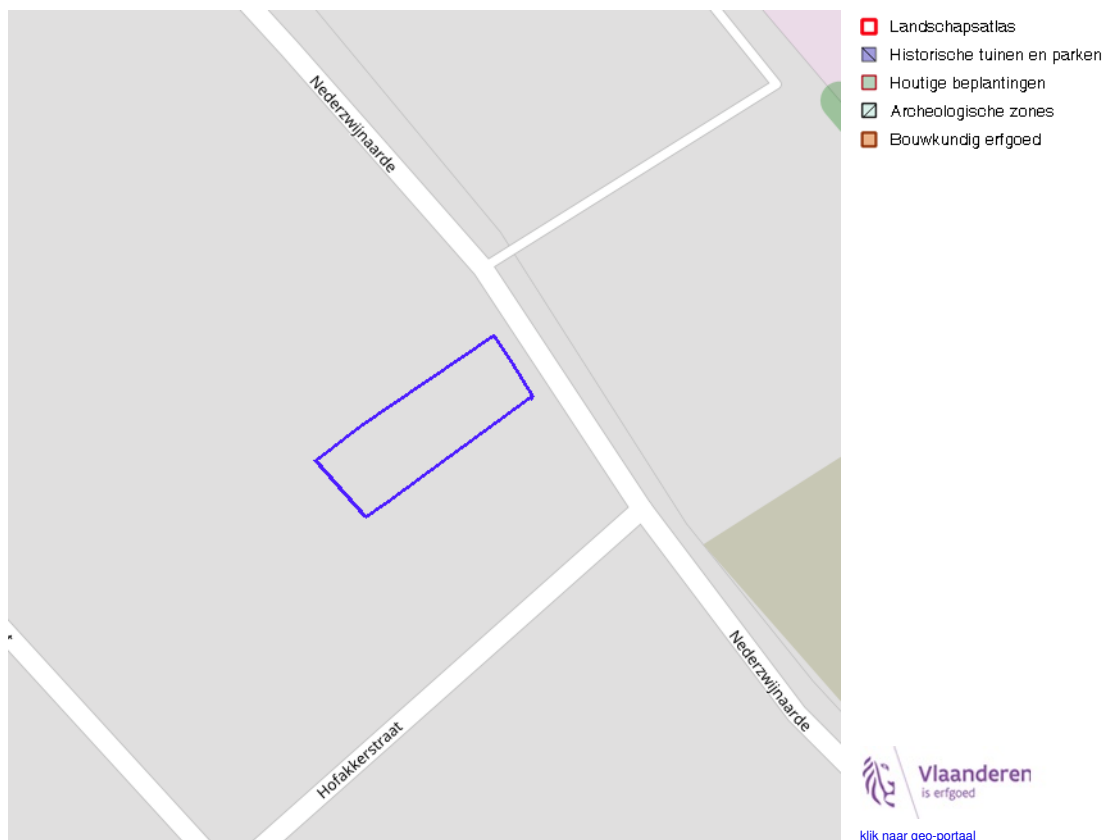 Nederzwijnaarde
Hofakkerstraat
Nederzwijnaarde
Landschapsatlas
Historische tuinen en parken
Houtige beplantingen
Archeologische zones
Bouwkundig erfgoed
Vlaanderen
is erfgoed
klik naar geo-portaal